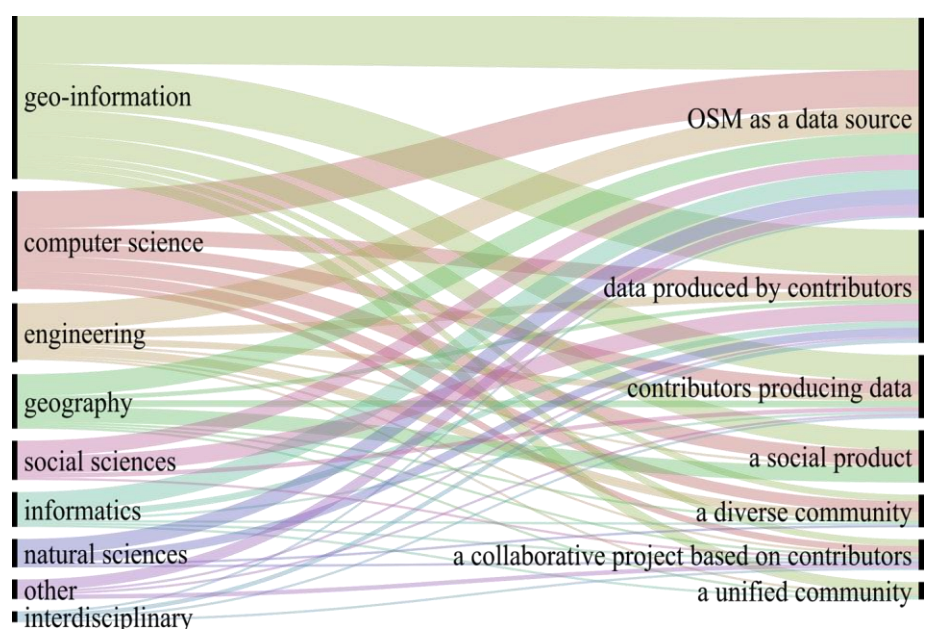 geo-information
computer science
engineering
geography
social sciences
informatics
natural sciences
other
interdisciplinary
OSM as a data source
data produced by contributors
contributors producing data
a social product
a diverse community
a collaborative project based on contributors
a unified community